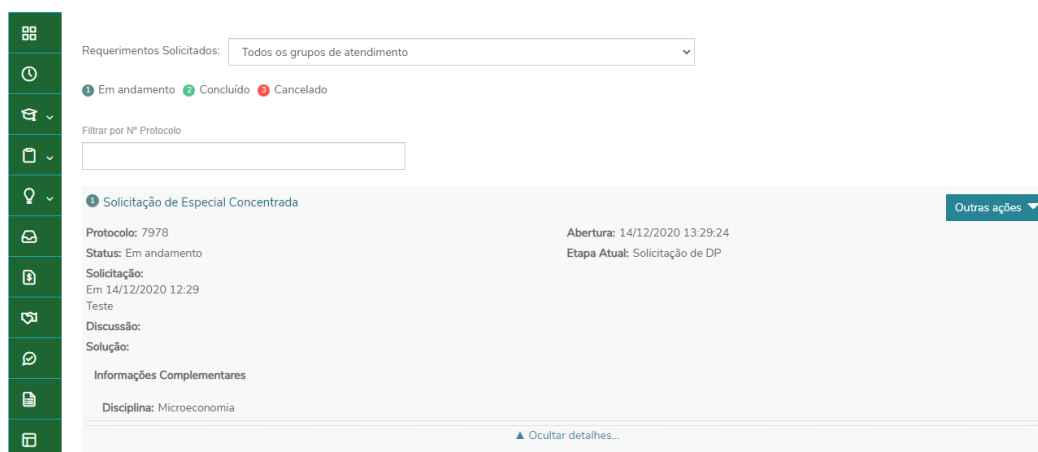 Requerimentos Solicitados: Todos os grupos de atendimento
1 Em andamento 2 Concluído 3 Cancelado
Filtrar por Nº Protocolo
1 Solicitação de Especial Concentrada
Outras ações
Protocolo: 7978
Abertura: 14/12/2020 13:29:24
Status: Em andamento
Etapa Atual: Solicitação de DP
Solicitação:
Em 14/12/2020 12:29
Teste
Discussão:
Solução:
Informações Complementares
Disciplina: Microeconomia
Ocultar detalhes...